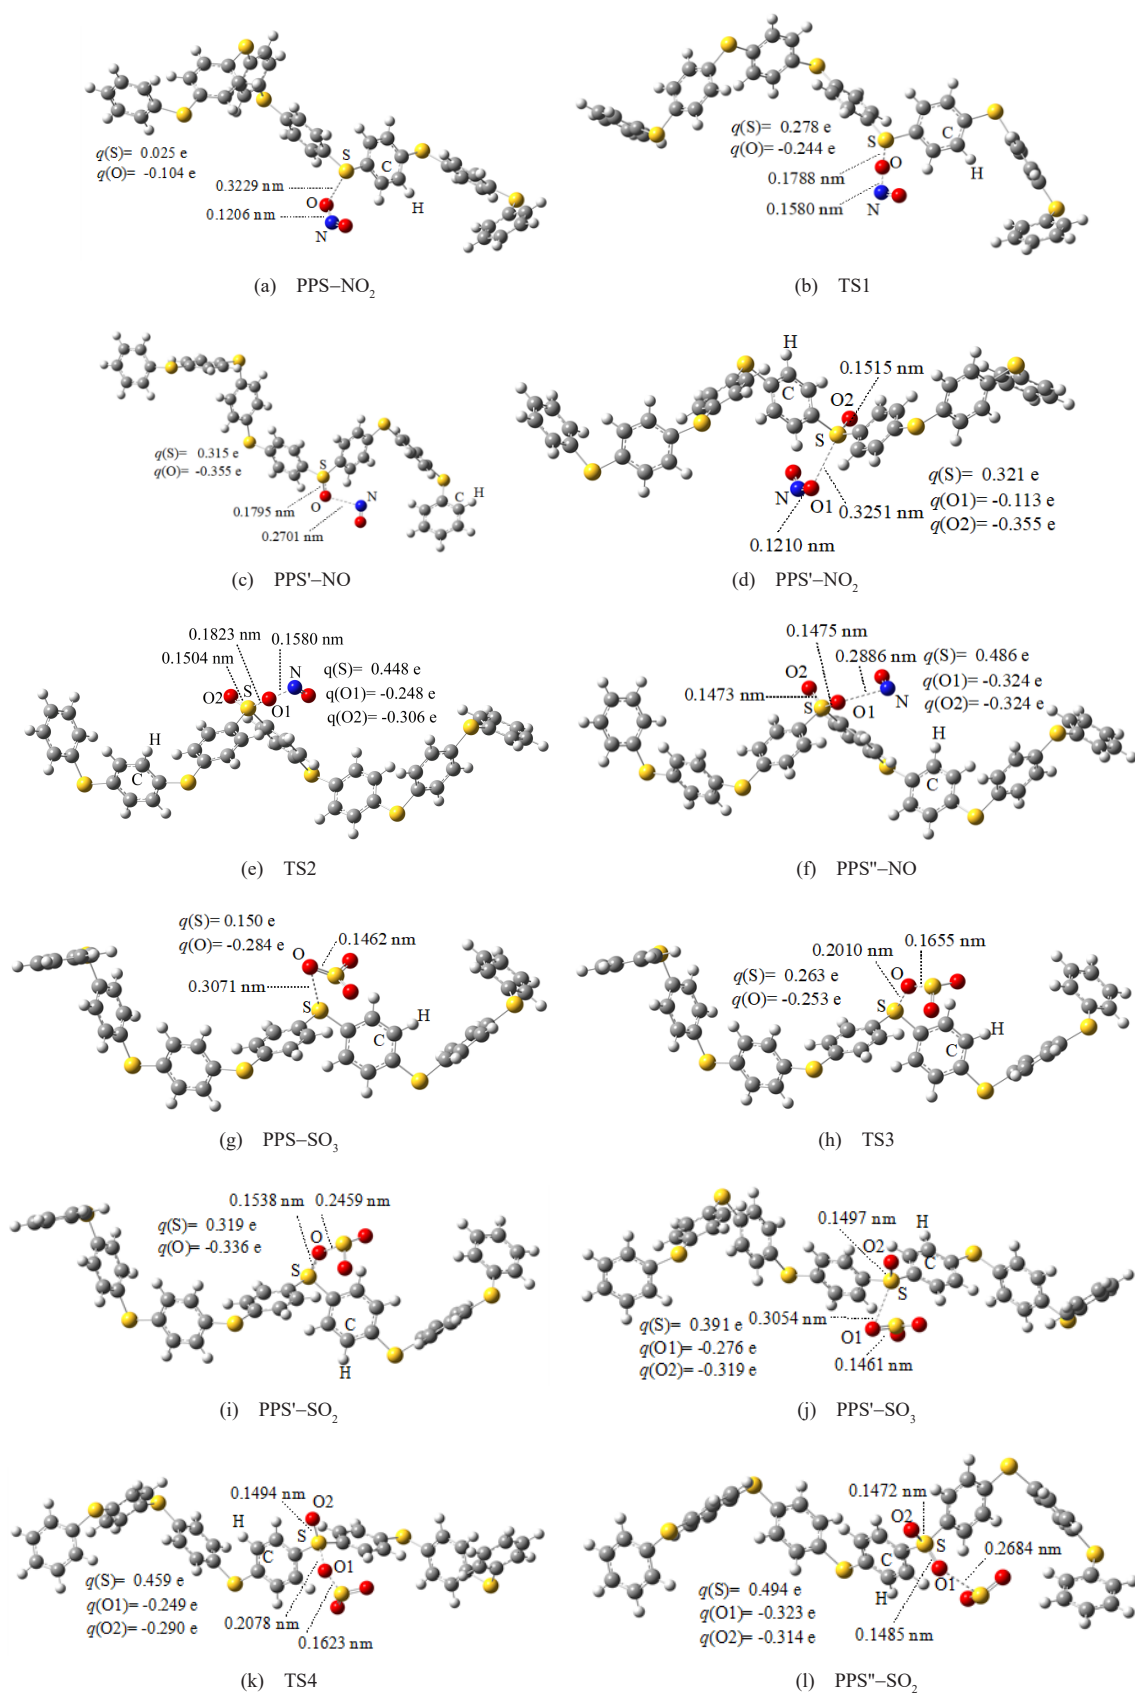 q(S)= 0.025 e
q(O)= -0.104 e
S
C
0.3229 nm
O
H
0.1206 nm
N
(a) PPS−NO2
q(S)= 0.278 e
q(O)= -0.244 e
S
C
O
H
0.1788 nm
0.1580 nm
N
(b) TS1
q(S)= 0.315 e
q(O)= -0.355 e
S
C
H
N
O
0.1795 nm
0.2701 nm
(c) PPS'−NO
H
0.1515 nm
C
O2
S
q(S)= 0.321 e
N
O1
q(O1)= -0.113 e
0.3251 nm
q(O2)= -0.355 e
0.1210 nm
(d) PPS'−NO2
0.1823 nm
0.1580 nm
0.1504 nm
N
q(S)= 0.448 e
S
O2
O1
q(O1)= -0.248 e
q(O2)= -0.306 e
H
C
(e) TS2
0.1475 nm
0.2886 nm
q(S)= 0.486 e
O2
q(O1)= -0.324 e
0.1473 nm
N
S
O1
q(O2)= -0.324 e
H
C
(f) PPS''−NO
q(S)= 0.150 e
q(O)= -0.284 e
O
0.1462 nm
0.3071 nm
S
H
C
(g) PPS−SO3
0.1655 nm
0.2010 nm
q(S)= 0.263 e
O
q(O)= -0.253 e
S
H
C
(h) TS3
0.1538 nm
0.2459 nm
q(S)= 0.319 e
O
q(O)= -0.336 e
S
C
H
(i) PPS'−SO2
0.1497 nm
H
O2
C
S
q(S)= 0.391 e
0.3054 nm
O1
q(O1)= -0.276 e
0.1461 nm
q(O2)= -0.319 e
(j) PPS'−SO3
0.1494 nm
O2
H
S
C
O1
q(S)= 0.459 e
q(O1)= -0.249 e
0.2078 nm
q(O2)= -0.290 e
0.1623 nm
(k) TS4
0.1472 nm
O2
S
0.2684 nm
C
O1
q(S)= 0.494 e
H
q(O1)= -0.323 e
q(O2)= -0.314 e
0.1485 nm
(l) PPS''−SO2